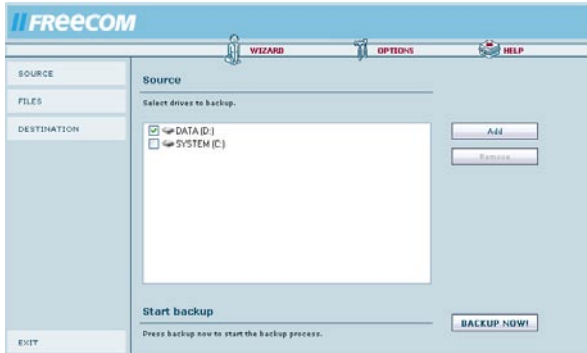 FREECOM
WIZARD
OPTIONS
HELP
SOURCE
FILES
DESTINATION
EXIT
Source
Select drives to backup.
DATA (D:)
SYSTEM (C:)
Add
Remove
Start backup
Press backup now to start the backup process.
BACKUP NOW!